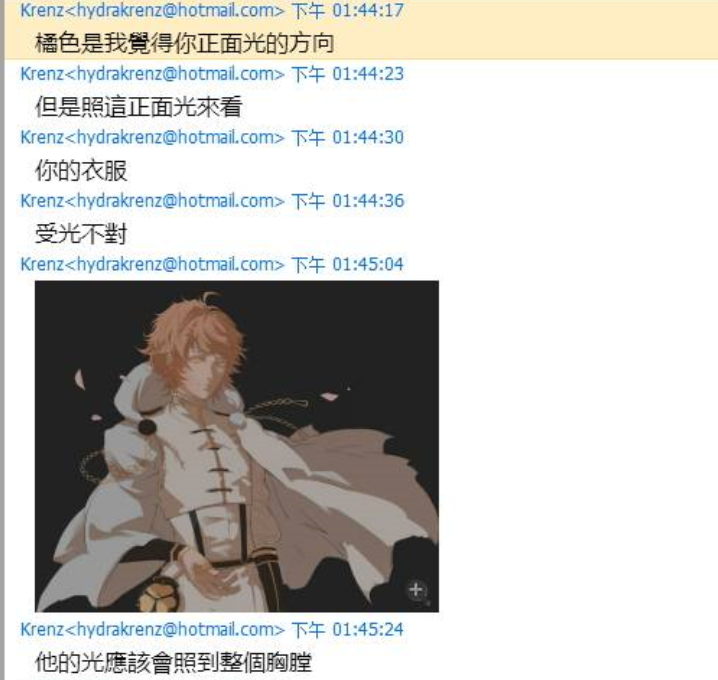 Krenz<hydrakrenz@hotmail.com> 下午 01:44:17
橘色是我覺得你正面光的方向
Krenz<hydrakrenz@hotmail.com> 下午 01:44:23
但是照這正面光來看
Krenz<hydrakrenz@hotmail.com> 下午 01:44:30
你的衣服
Krenz<hydrakrenz@hotmail.com> 下午 01:44:36
受光不對
Krenz<hydrakrenz@hotmail.com> 下午 01:45:04
Krenz<hydrakrenz@hotmail.com> 下午 01:45:24
他的光應該會照到整個胸膛